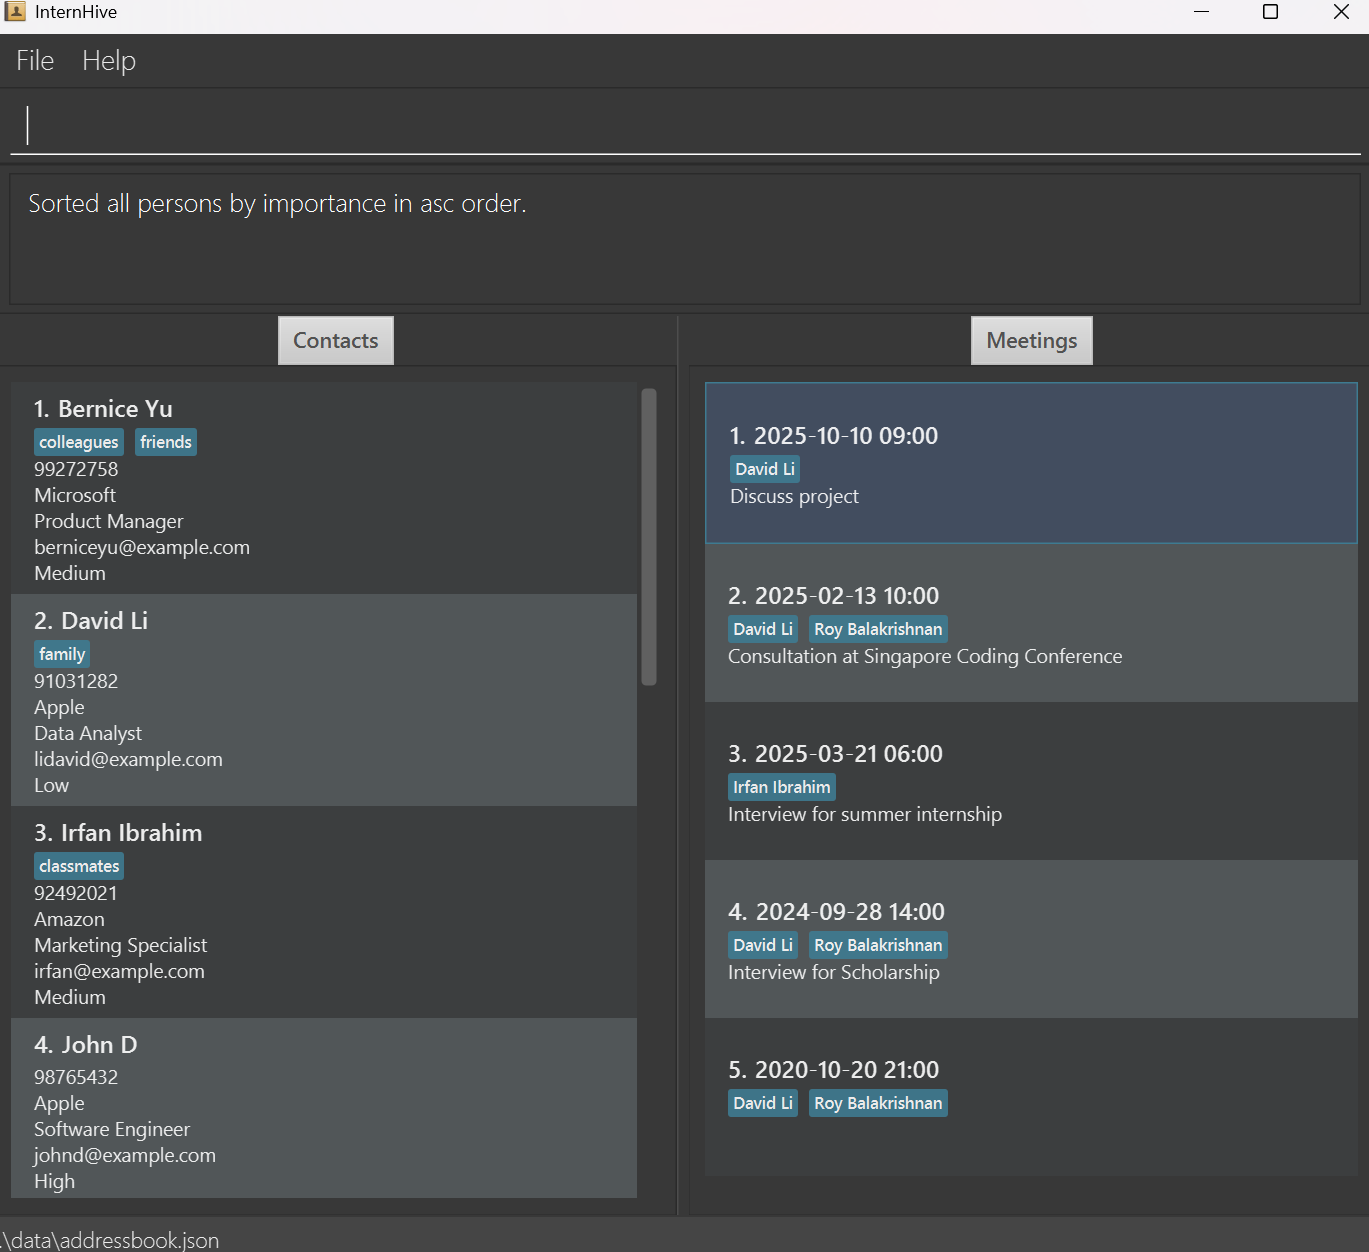 InternHive
File Help
Sorted all persons by importance in asc order.
Contacts
1. Bernice Yu
colleagues friends
99272758
Microsoft
Product Manager
berniceyu@example.com
Medium
2. David Li
family
91031282
Apple
Data Analyst
lidavid@example.com
Low
3. Irfan Ibrahim
classmates
92492021
Amazon
Marketing Specialist
irfan@example.com
Medium
4. John D
98765432
Apple
Software Engineer
johnd@example.com
High
Meetings
1. 2025-10-10 09:00
David Li
Discuss project
2. 2025-02-13 10:00
David Li Roy Balakrishnan
Consultation at Singapore Coding Conference
3. 2025-03-21 06:00
Irfan Ibrahim
Interview for summer internship
4. 2024-09-28 14:00
David Li Roy Balakrishnan
Interview for Scholarship
5. 2020-10-20 21:00
David Li Roy Balakrishnan
.\data\addressbook.json